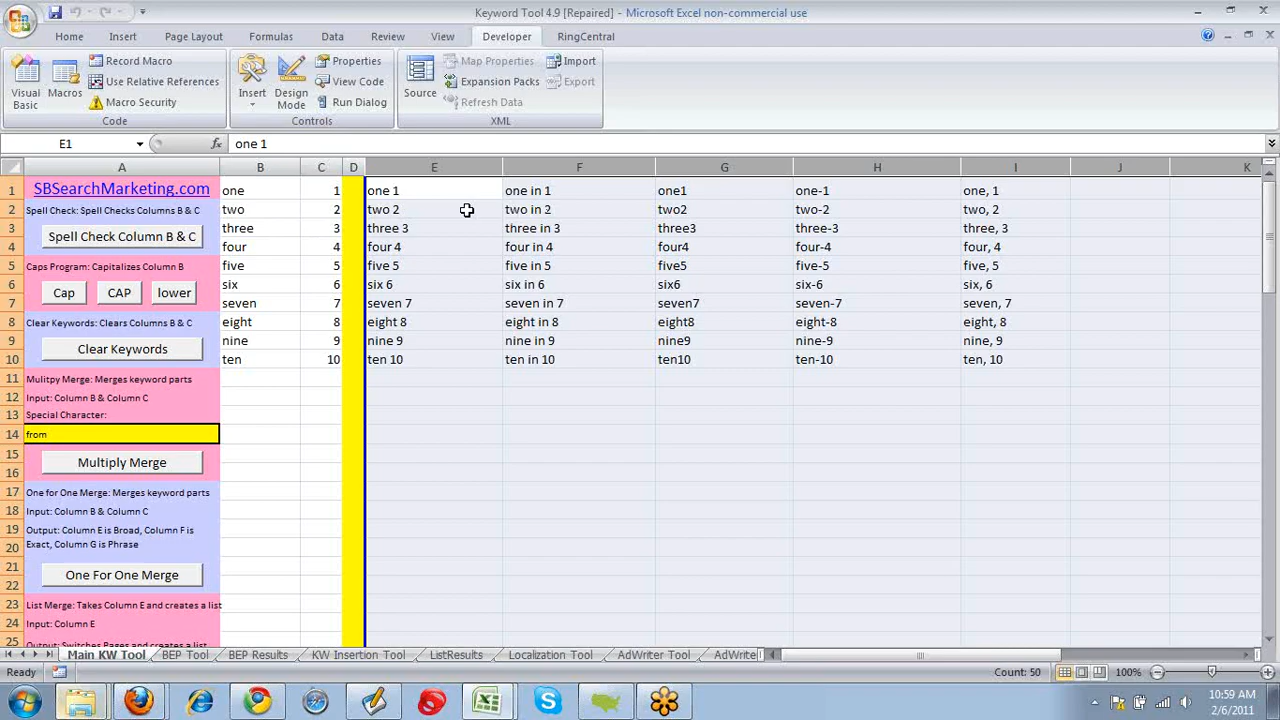 Keyword Tool 4.9 [Repaired] - Microsoft Excel non-commercial use
Home Insert Page Layout Formulas Data Review View Developer RingCentral
Visual Basic
Macros
Record Macro
Use Relative References
Macro Security
Code
Insert
Design Mode
Properties
View Code
Run Dialog
Controls
Source
Map Properties
Expansion Packs
Refresh Data
Import
Export
XML
E1 fx one 1
A B C D E F G H I J K
1 SBSearchMarketing.com one 1 one 1 one in 1 one1 one-1 one, 1
2 Spell Check: Spell Checks Columns B & C two 2 two 2 two in 2 two2 two-2 two, 2
3 Spell Check Column B & C three 3 three 3 three in 3 three3 three-3 three, 3
4 four 4 four 4 four in 4 four4 four-4 four, 4
5 Caps Program: Capitalizes Column B five 5 five 5 five in 5 five5 five-5 five, 5
6 Cap CAP lower six 6 six 6 six in 6 six6 six-6 six, 6
7 seven 7 seven 7 seven in 7 seven7 seven-7 seven, 7
8 Clear Keywords: Clears Columns B & C eight 8 eight 8 eight in 8 eight8 eight-8 eight, 8
9 Clear Keywords nine 9 nine 9 nine in 9 nine9 nine-9 nine, 9
10 ten 10 ten 10 ten in 10 ten10 ten-10 ten, 10
11 Mulitpy Merge: Merges keyword parts
12 Input: Column B & Column C
13 Special Character:
14 from
15 Multiply Merge
16
17 One for One Merge: Merges keyword parts
18 Input: Column B & Column C
19 Output: Column E is Broad, Column F is
20 Exact, Column G is Phrase
21 One For One Merge
22
23 List Merge: Takes Column E and creates a list
24 Input: Column E
25 Output: Switches Pages and creates a list
Main KW Tool BEP Tool BEP Results KW Insertion Tool ListResults Localization Tool AdWriter Tool AdWrite
Ready Count: 50 100%
10:59 AM
2/6/2011